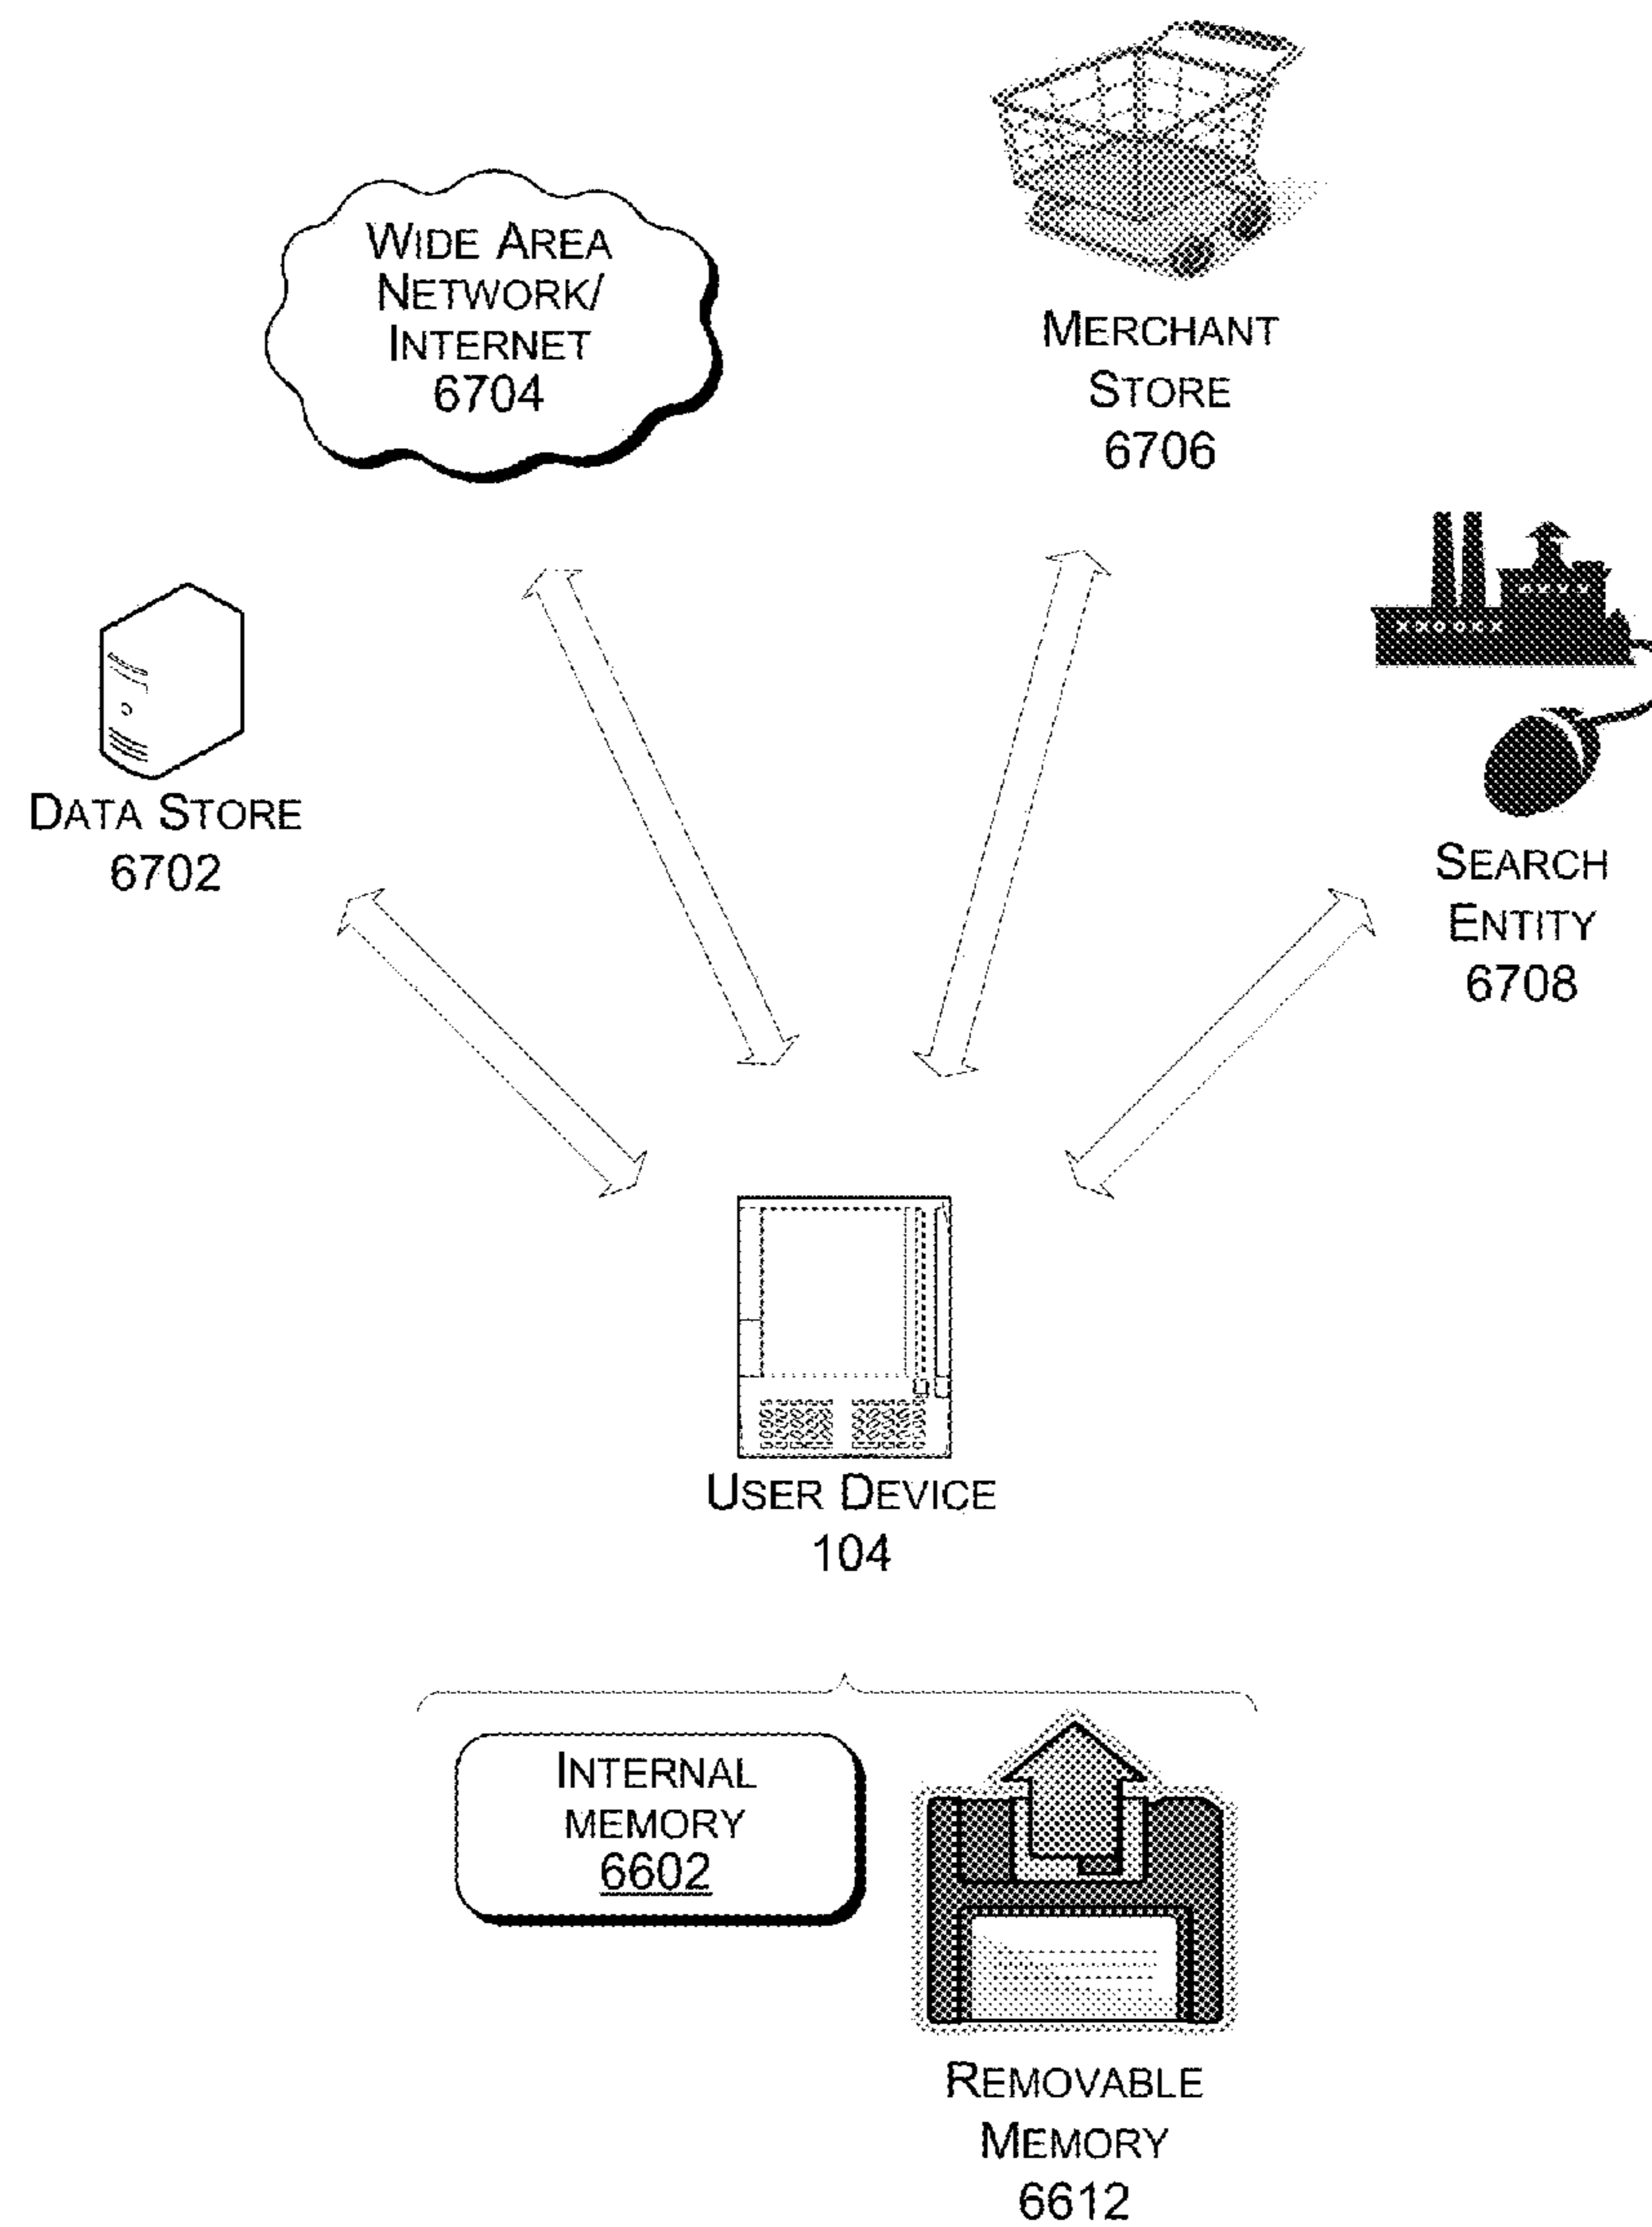 WIDE AREA
NETWORK/
INTERNET
6704
MERCHANT
STORE
6706
DATA STORE
6702
SEARCH
ENTITY
6708
USER DEVICE
104
INTERNAL
MEMORY
6602
REMOVABLE
MEMORY
6612